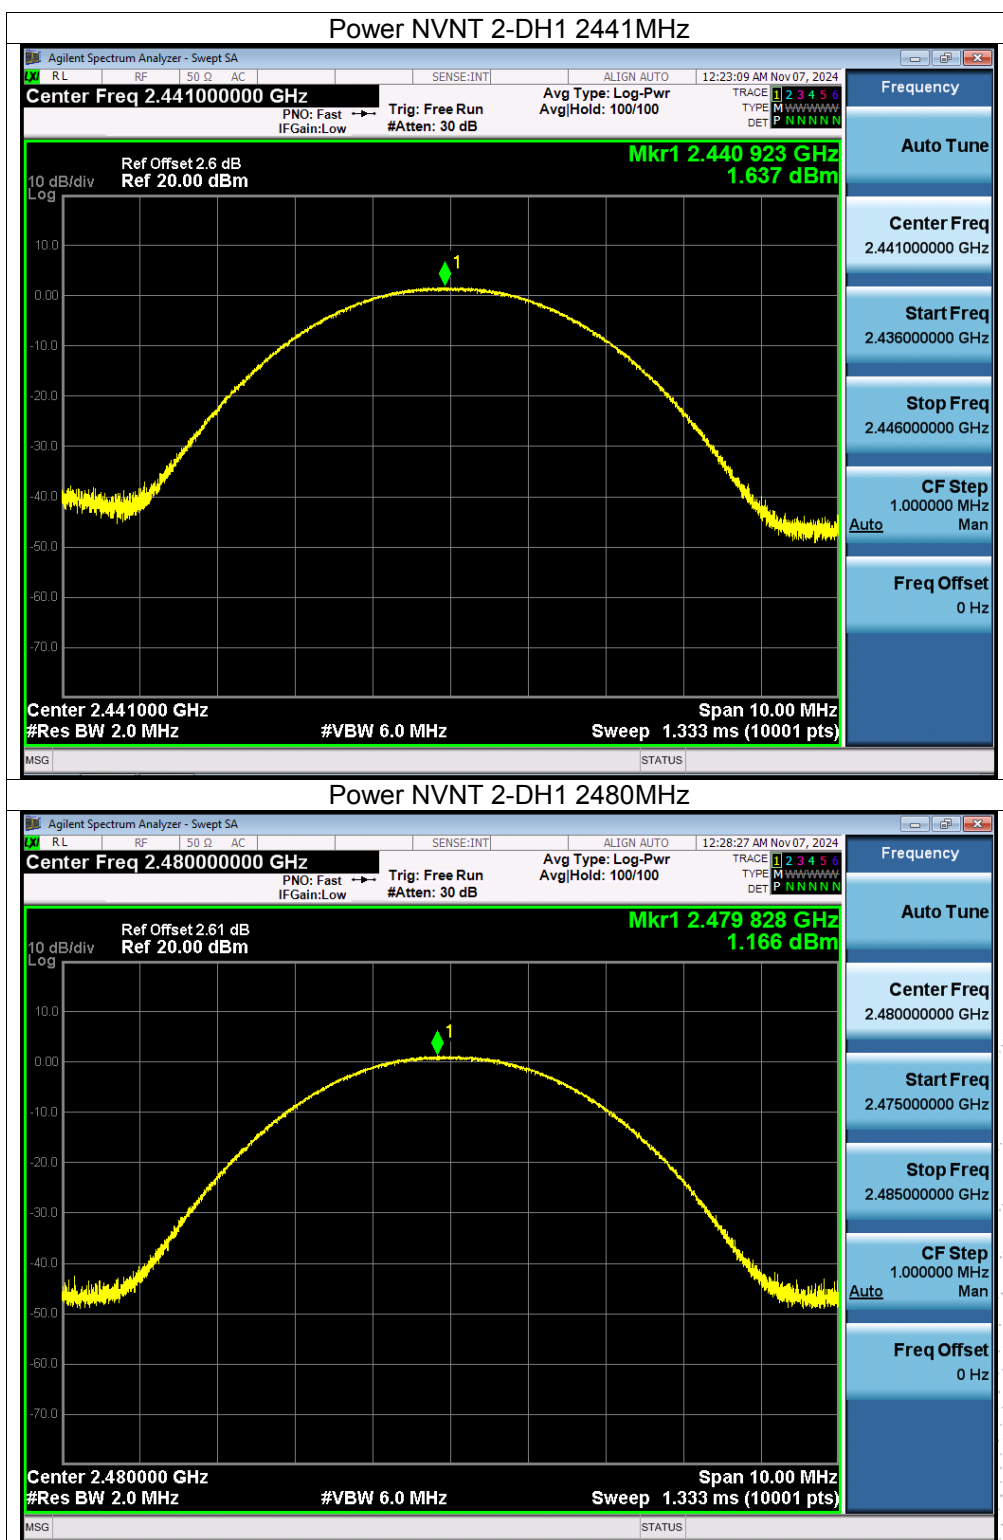 Power NVNT 2-DH1 2441MHz
Agilent Spectrum Analyzer - Swept SA
LXI RL RF 50 Ω AC SENSE:INT ALIGN AUTO 12:23:09 AM Nov 07, 2024
Center Freq 2.441000000 GHz
PNO: Fast
IFGain:Low
Trig: Free Run
#Atten: 30 dB
Avg Type: Log-Pwr
Avg|Hold: 100/100
TRACE 1 2 3 4 5 6
TYPE M WWWWW
DET P N N N N N
Frequency
Auto Tune
Center Freq
2.441000000 GHz
Start Freq
2.436000000 GHz
Stop Freq
2.446000000 GHz
CF Step
1.000000 MHz
Auto Man
Freq Offset
0 Hz
Mkr1 2.440 923 GHz
1.637 dBm
Ref Offset 2.6 dB
10 dB/div Ref 20.00 dBm
Log
10.0
0.00
-10.0
-20.0
-30.0
-40.0
-50.0
-60.0
-70.0
1
Center 2.441000 GHz Span 10.00 MHz
#Res BW 2.0 MHz #VBW 6.0 MHz Sweep 1.333 ms (10001 pts)
MSG STATUS
Power NVNT 2-DH1 2480MHz
Agilent Spectrum Analyzer - Swept SA
LXI RL RF 50 Ω AC SENSE:INT ALIGN AUTO 12:28:27 AM Nov 07, 2024
Center Freq 2.480000000 GHz
PNO: Fast
IFGain:Low
Trig: Free Run
#Atten: 30 dB
Avg Type: Log-Pwr
Avg|Hold: 100/100
TRACE 1 2 3 4 5 6
TYPE M WWWWW
DET P N N N N N
Frequency
Auto Tune
Center Freq
2.480000000 GHz
Start Freq
2.475000000 GHz
Stop Freq
2.485000000 GHz
CF Step
1.000000 MHz
Auto Man
Freq Offset
0 Hz
Mkr1 2.479 828 GHz
1.166 dBm
Ref Offset 2.61 dB
10 dB/div Ref 20.00 dBm
Log
10.0
0.00
-10.0
-20.0
-30.0
-40.0
-50.0
-60.0
-70.0
1
Center 2.480000 GHz Span 10.00 MHz
#Res BW 2.0 MHz #VBW 6.0 MHz Sweep 1.333 ms (10001 pts)
MSG STATUS